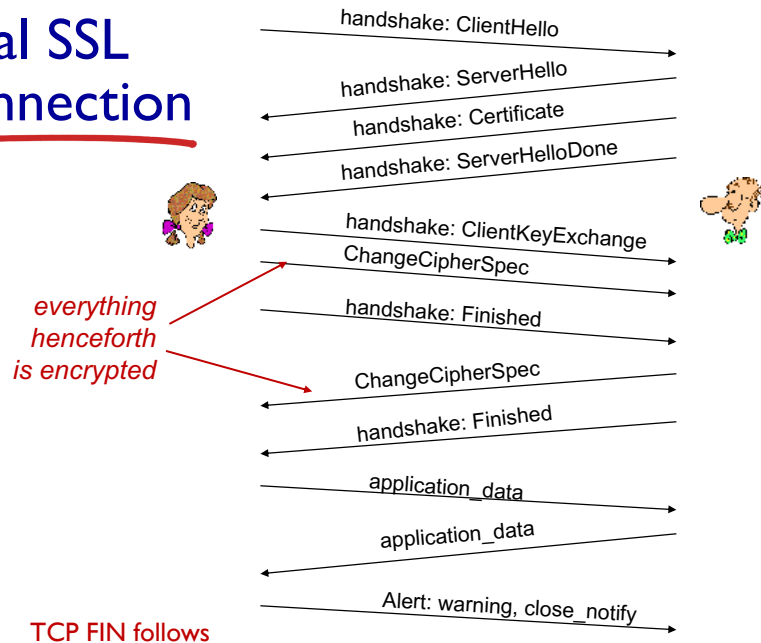 al SSL
nnection
handshake: ClientHello
handshake: ServerHello
handshake: Certificate
handshake: ServerHelloDone
handshake: ClientKeyExchange
ChangeCipherSpec
everything
henceforth
is encrypted
handshake: Finished
ChangeCipherSpec
handshake: Finished
application_data
application_data
Alert: warning, close_notify
TCP FIN follows